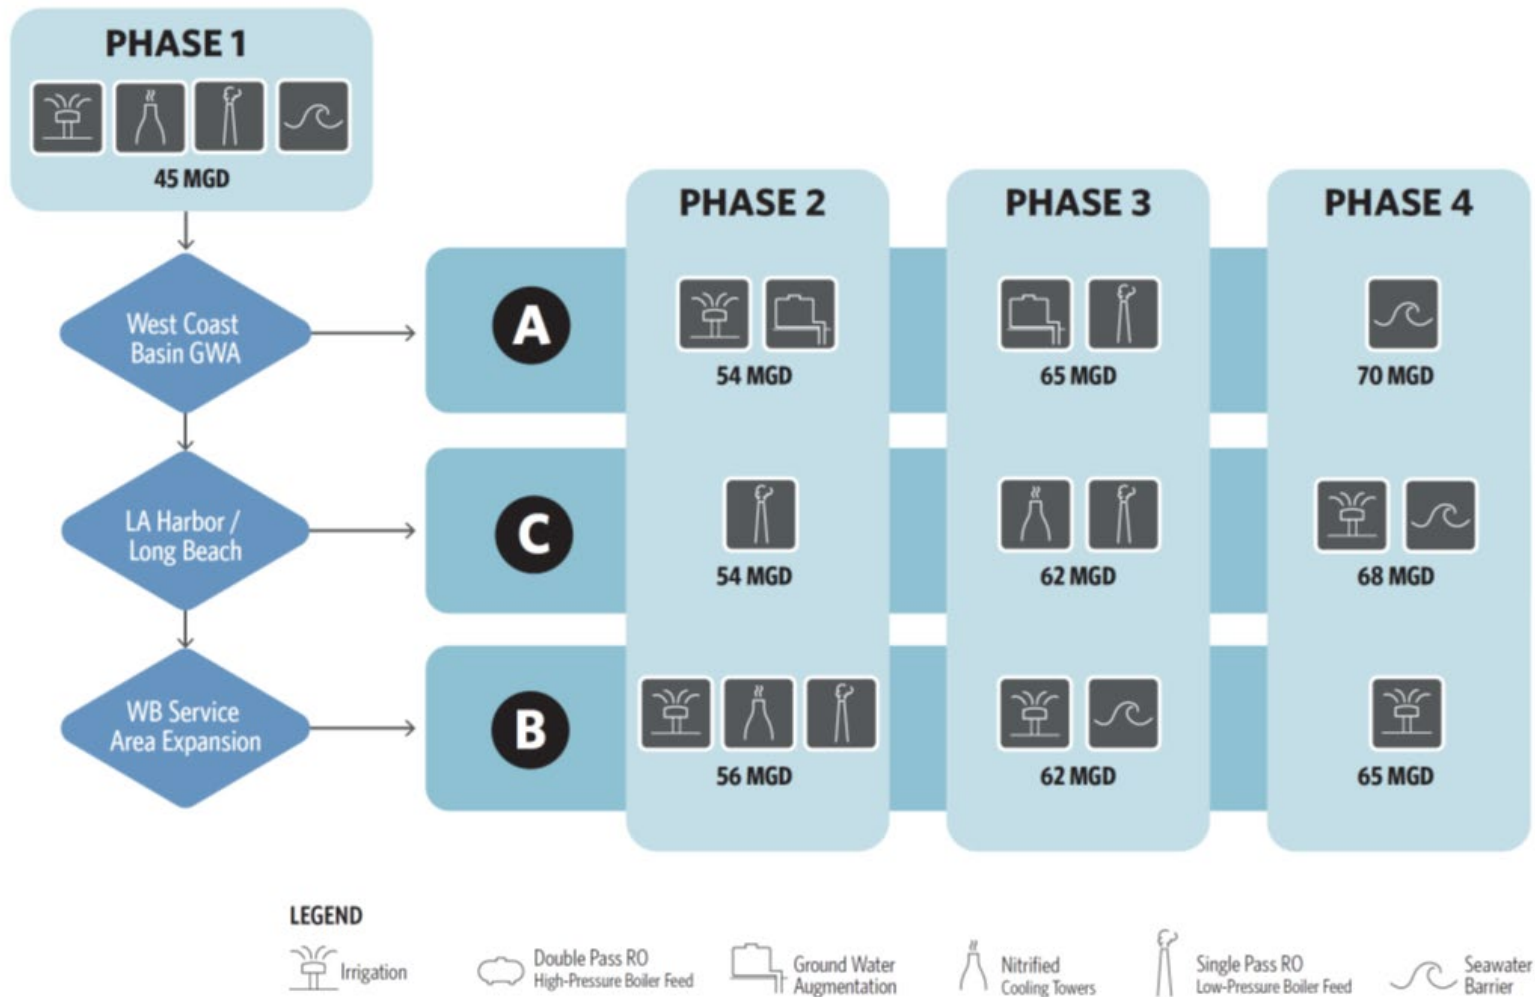 PHASE 1
45 MGD
PHASE 2
PHASE 3
PHASE 4
West Coast
Basin GWA
A
54 MGD
65 MGD
70 MGD
LA Harbor /
Long Beach
C
54 MGD
62 MGD
68 MGD
WB Service
Area Expansion
B
56 MGD
62 MGD
65 MGD
LEGEND
Irrigation
Double Pass RO
High-Pressure Boiler Feed
Ground Water
Augmentation
Nitrified
Cooling Towers
Single Pass RO
Low-Pressure Boiler Feed
Seawater
Barrier